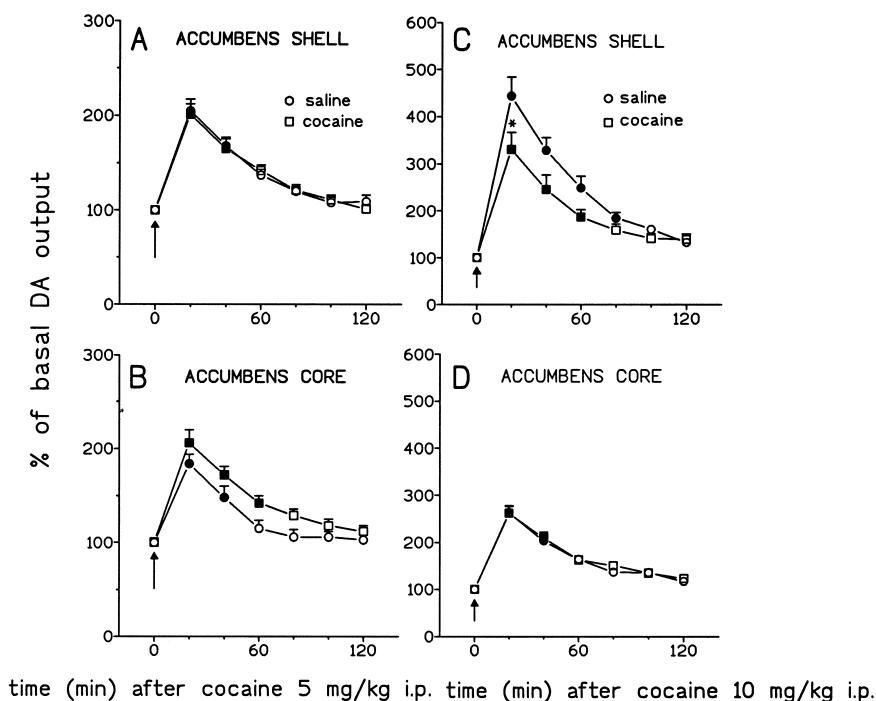 % of basal DA output
A ACCUMBENS SHELL
saline
cocaine
300
200
100
0
0 60 120
C ACCUMBENS SHELL
saline
cocaine
*
600
500
400
300
200
100
0
0 60 120
B ACCUMBENS CORE
300
200
100
0
0 60 120
D ACCUMBENS CORE
600
500
400
300
200
100
0
0 60 120
time (min) after cocaine 5 mg/kg i.p.
time (min) after cocaine 10 mg/kg i.p.